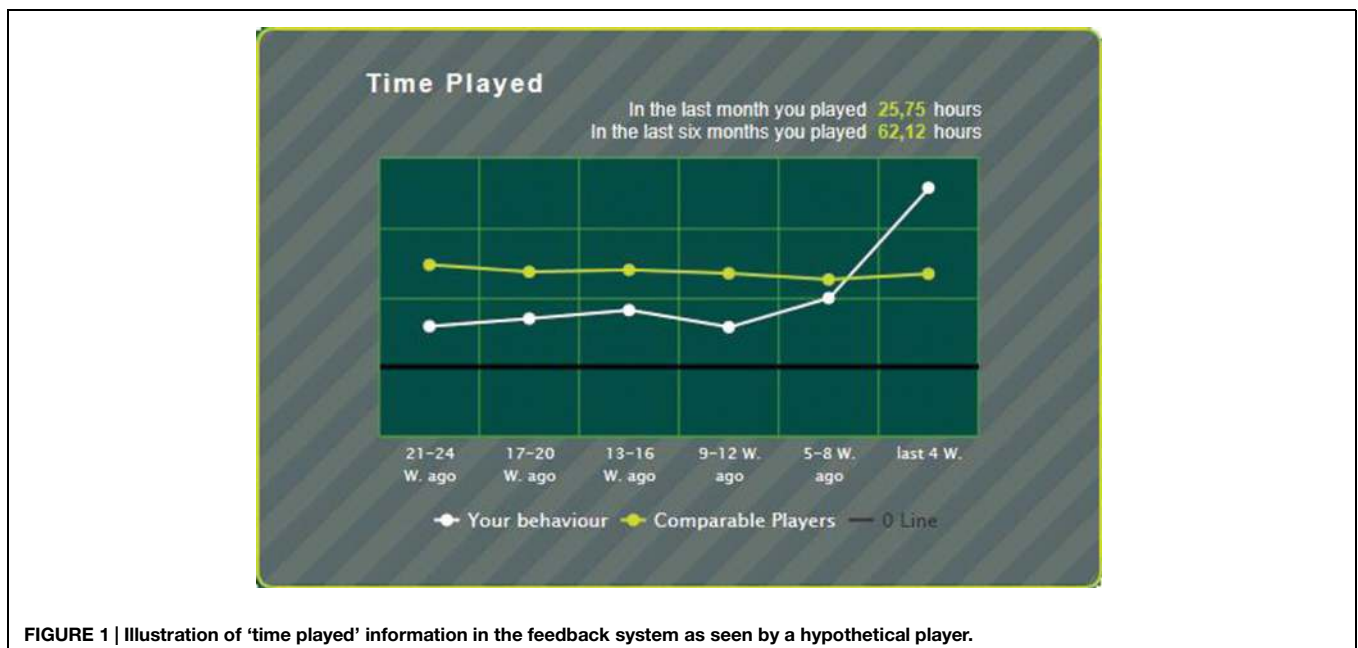 Time Played
In the last month you played 25,75 hours
In the last six months you played 62,12 hours
21-24 W. ago
17-20 W. ago
13-16 W. ago
9-12 W. ago
5-8 W. ago
last 4 W.
Your behaviour Comparable Players 0 Line
FIGURE 1 | Illustration of ‘time played’ information in the feedback system as seen by a hypothetical player.